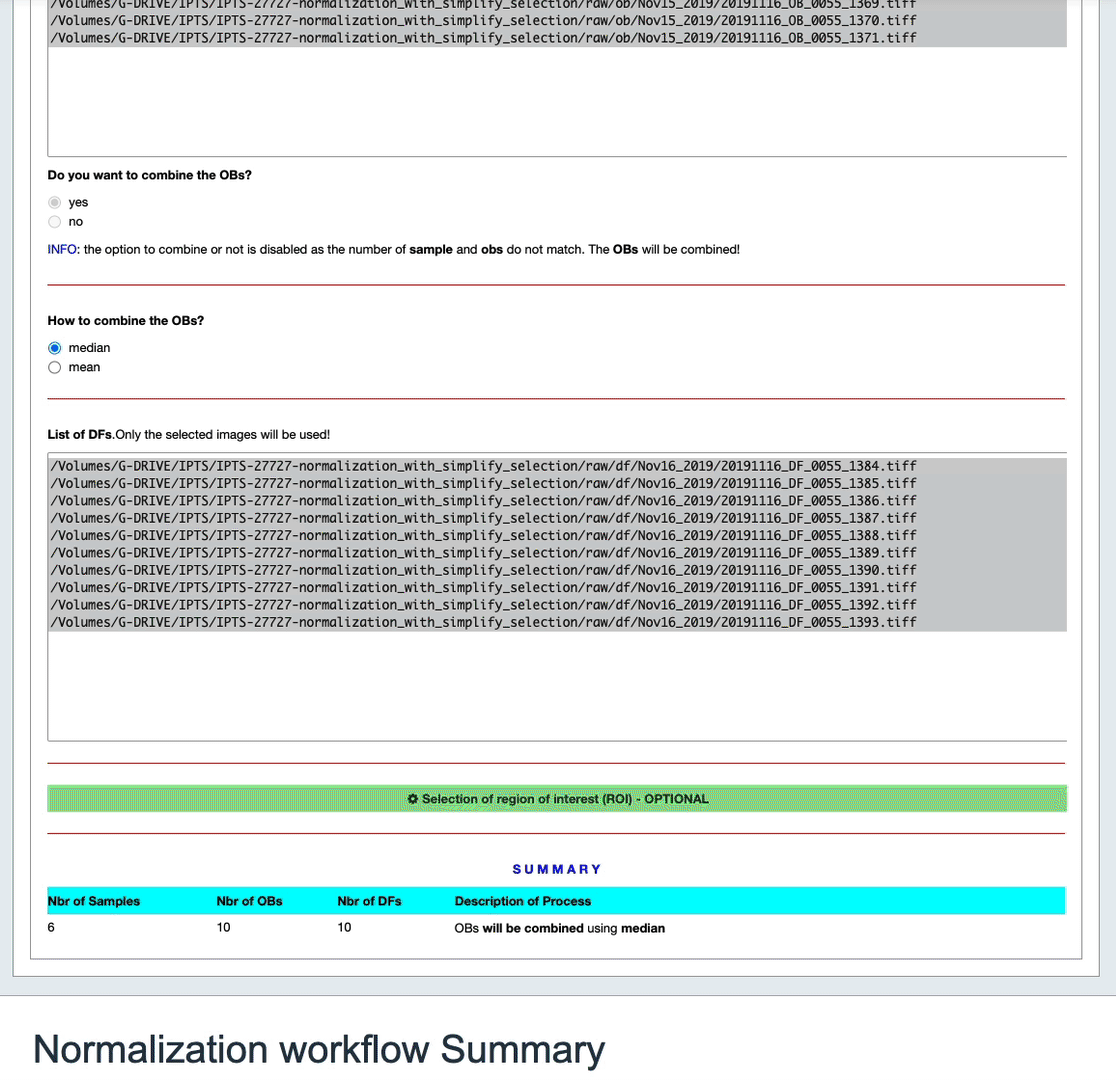 /Volumes/G-DRIVE/IPTS/IPTS-27727-normalization_with_simplify_selection/raw/ob/Nov15_2019/20191116_OB_0055_1369.tiff
/Volumes/G-DRIVE/IPTS/IPTS-27727-normalization_with_simplify_selection/raw/ob/Nov15_2019/20191116_OB_0055_1370.tiff
/Volumes/G-DRIVE/IPTS/IPTS-27727-normalization_with_simplify_selection/raw/ob/Nov15_2019/20191116_OB_0055_1371.tiff
Do you want to combine the OBs?
yes
no
INFO: the option to combine or not is disabled as the number of sample and obs do not match. The OBs will be combined!
How to combine the OBs?
median
mean
List of DFs.Only the selected images will be used!
/Volumes/G-DRIVE/IPTS/IPTS-27727-normalization_with_simplify_selection/raw/df/Nov16_2019/20191116_DF_0055_1384.tiff
/Volumes/G-DRIVE/IPTS/IPTS-27727-normalization_with_simplify_selection/raw/df/Nov16_2019/20191116_DF_0055_1385.tiff
/Volumes/G-DRIVE/IPTS/IPTS-27727-normalization_with_simplify_selection/raw/df/Nov16_2019/20191116_DF_0055_1386.tiff
/Volumes/G-DRIVE/IPTS/IPTS-27727-normalization_with_simplify_selection/raw/df/Nov16_2019/20191116_DF_0055_1387.tiff
/Volumes/G-DRIVE/IPTS/IPTS-27727-normalization_with_simplify_selection/raw/df/Nov16_2019/20191116_DF_0055_1388.tiff
/Volumes/G-DRIVE/IPTS/IPTS-27727-normalization_with_simplify_selection/raw/df/Nov16_2019/20191116_DF_0055_1389.tiff
/Volumes/G-DRIVE/IPTS/IPTS-27727-normalization_with_simplify_selection/raw/df/Nov16_2019/20191116_DF_0055_1390.tiff
/Volumes/G-DRIVE/IPTS/IPTS-27727-normalization_with_simplify_selection/raw/df/Nov16_2019/20191116_DF_0055_1391.tiff
/Volumes/G-DRIVE/IPTS/IPTS-27727-normalization_with_simplify_selection/raw/df/Nov16_2019/20191116_DF_0055_1392.tiff
/Volumes/G-DRIVE/IPTS/IPTS-27727-normalization_with_simplify_selection/raw/df/Nov16_2019/20191116_DF_0055_1393.tiff
Selection of region of interest (ROI) - OPTIONAL
SUMMARY
Nbr of Samples Nbr of OBs Nbr of DFs Description of Process
6 10 10 OBs will be combined using median
Normalization workflow Summary